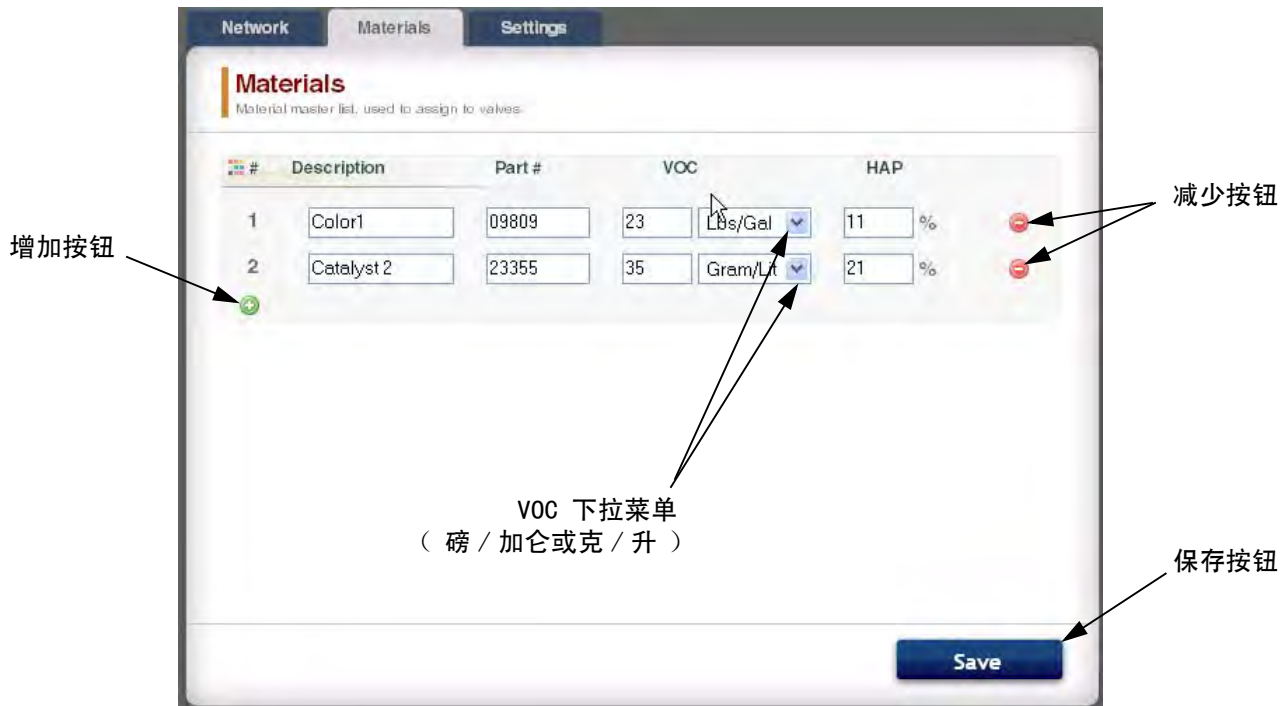 Network Materials Settings
Materials
Material master list, used to assign to valves.
# Description Part # VOC HAP
1 Color1 09809 23 Lbs/Gal 11 %
减少按钮
增加按钮
2 Catalyst 2 23355 35 Gram/Lit 21 %
VOC 下拉菜单
（ 磅 / 加仑或克 / 升 ）
保存按钮
Save